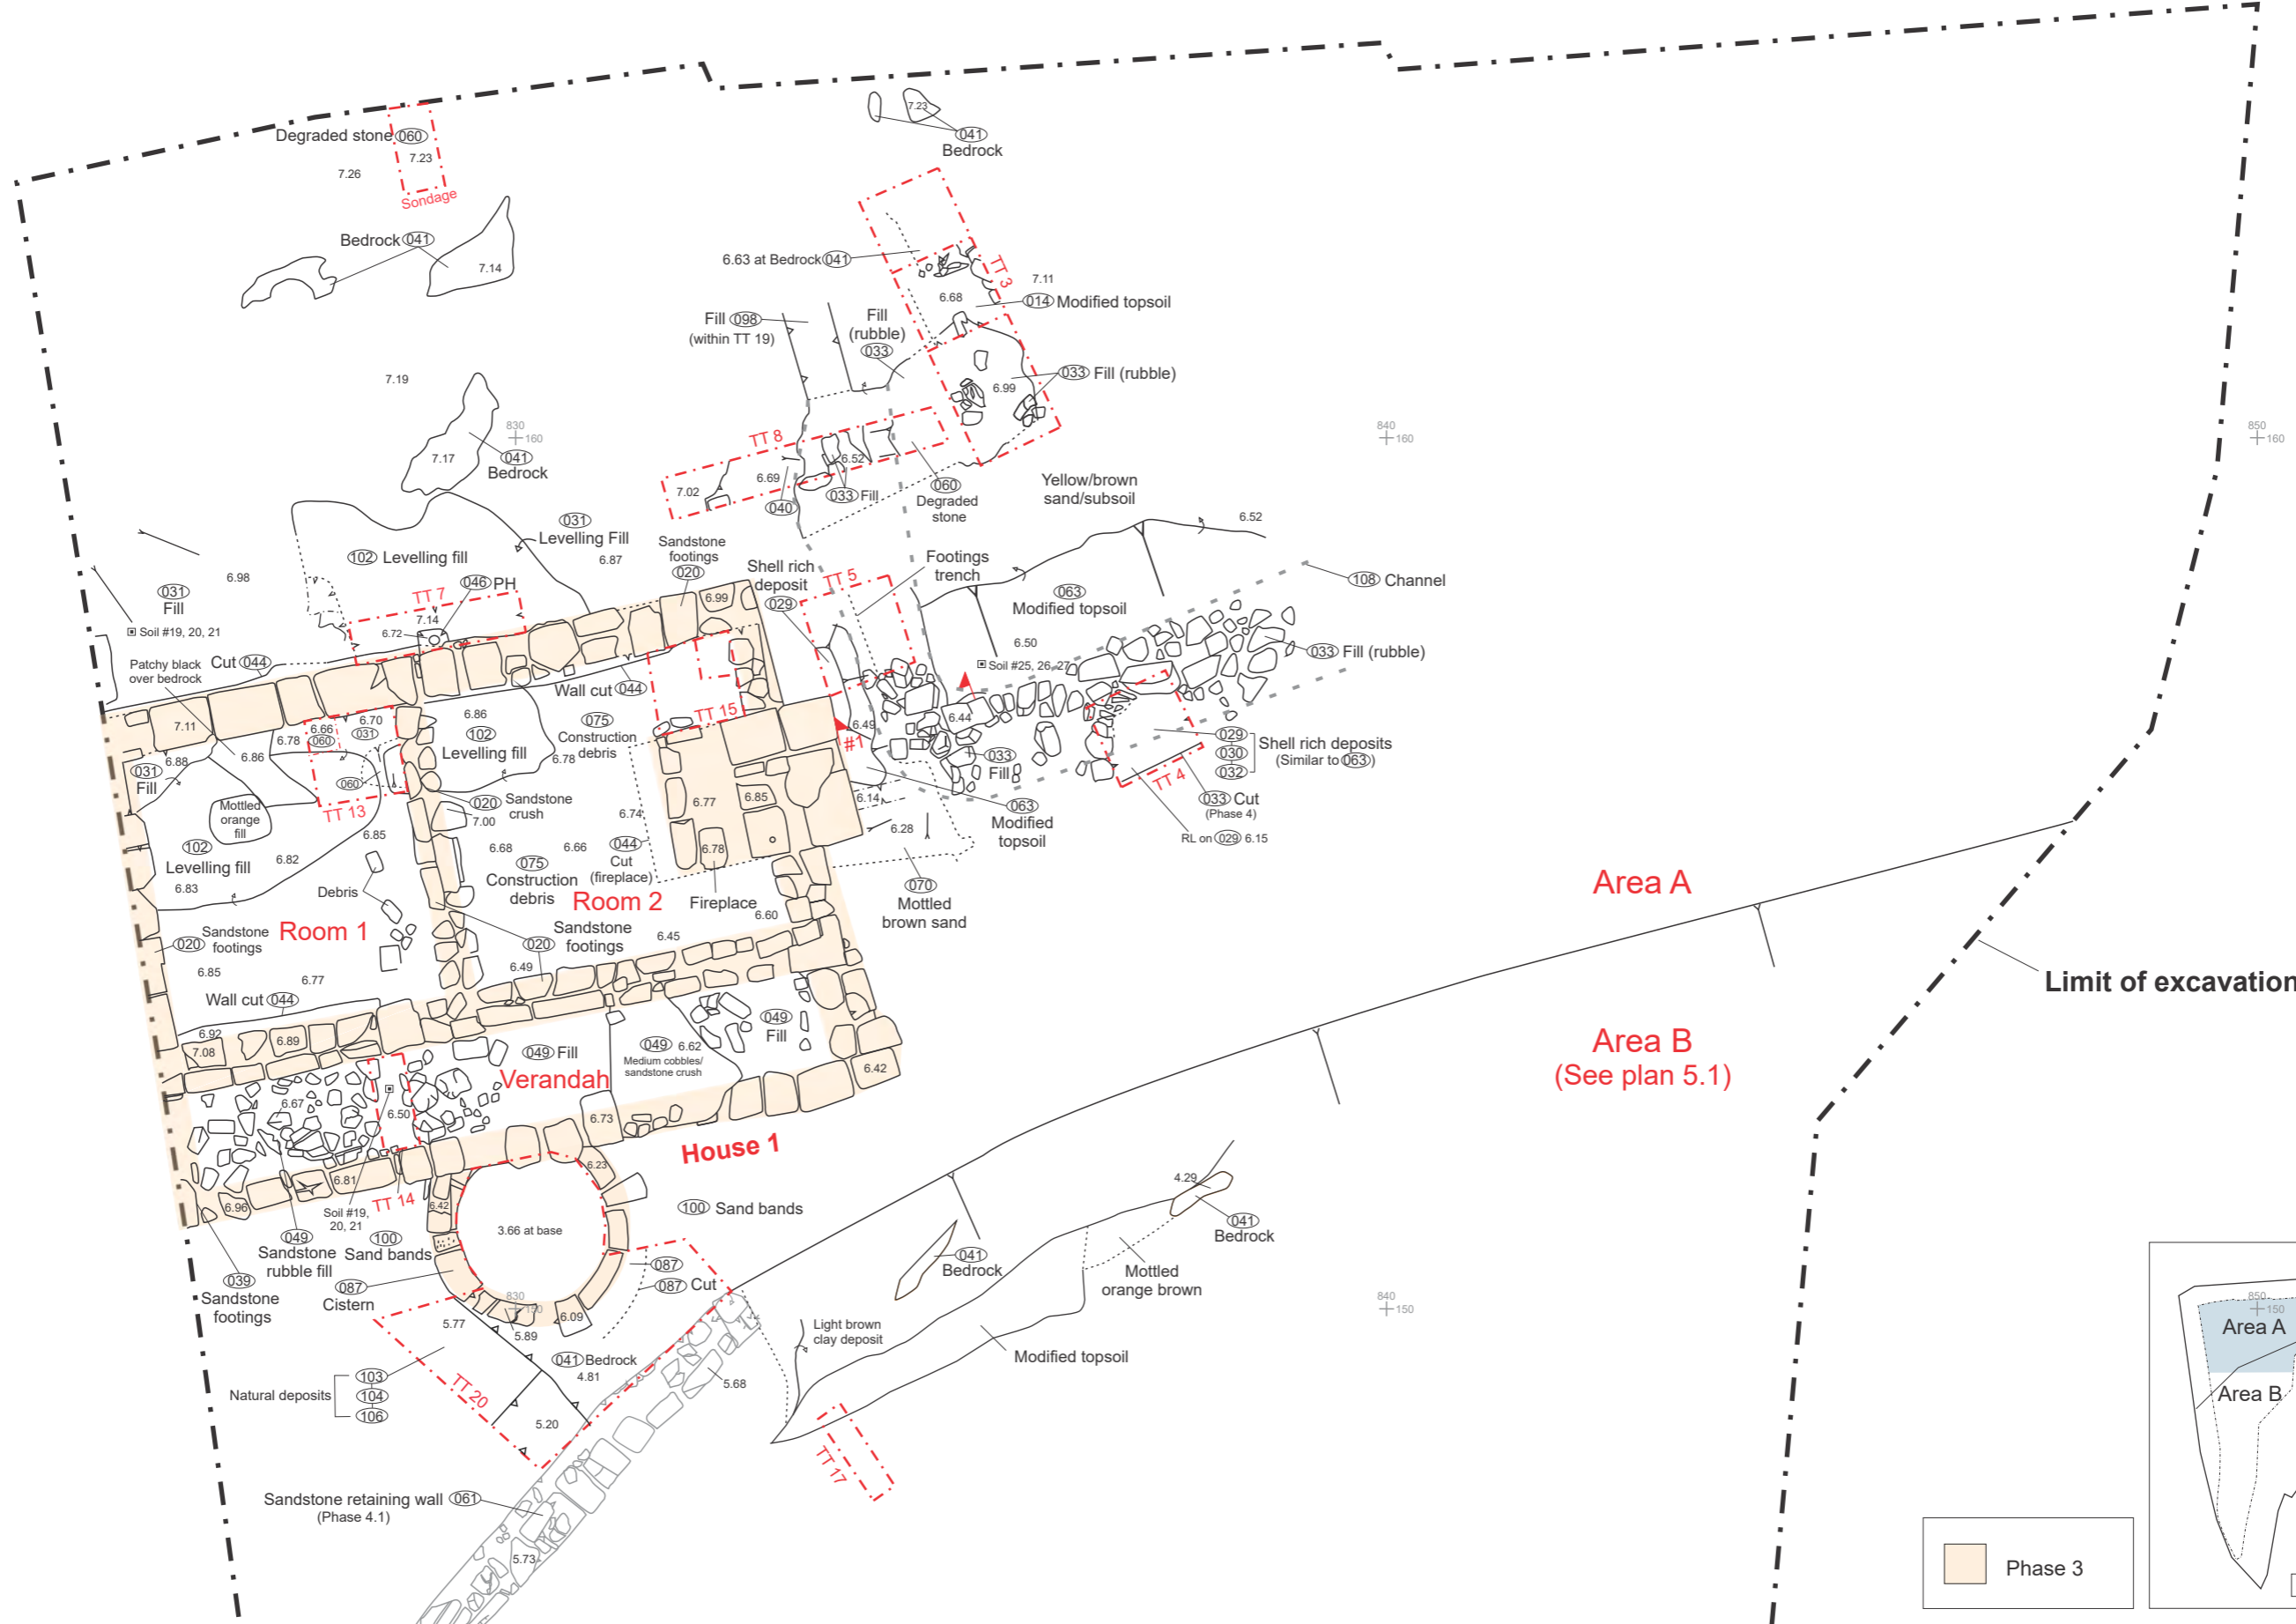 Degraded stone 060
7.23
7.26
Sondage
7.23
041
Bedrock
Bedrock 041
7.14
6.63 at Bedrock 041
TT 3
7.11
6.68
014 Modified topsoil
Fill 098
(within TT 19)
Fill
(rubble)
033
033 Fill (rubble)
6.99
7.19
7.17
041
Bedrock
830
160
840
160
850
160
TT 8
7.02
6.69
6.52
033 Fill
040
060
Degraded
stone
Yellow/brown
sand/subsoil
6.52
031
Levelling Fill
6.87
102 Levelling fill
046 PH
TT 7
7.14
6.72
6.98
031
Fill
Soil #19, 20, 21
Sandstone
footings
020
6.99
Shell rich
deposit
029
TT 5
Footings
trench
063
Modified topsoil
6.50
Soil #25, 26, 27
108 Channel
033 Fill (rubble)
Patchy black
over bedrock
Cut 044
Wall cut 044
TT 15
7.11
6.66
060
6.70
031
6.78
6.86
6.88
031
Fill
060
TT 13
Mottled
orange
fill
6.86
102
Levelling fill
6.78
075
Construction
debris
020 Sandstone
crush
7.00
6.85
102
Levelling fill
6.82
6.83
Debris
6.68
6.66
075
Construction
debris
6.74
044
Cut
(fireplace)
Room 2
6.77
6.85
6.78
Fireplace
6.60
6.49
#1
6.44
033
Fill
6.14
6.28
063
Modified
topsoil
070
Mottled
brown sand
029
030
032
Shell rich deposits
(Similar to 063)
TT 4
033 Cut
(Phase 4)
RL on 029 6.15
Area A
Room 1
020 Sandstone
footings
6.85
6.77
Wall cut 044
020
Sandstone
footings
6.45
6.49
Limit of excavation
6.92
7.08
6.89
049 Fill
049 6.62
Medium cobbles/
sandstone crush
049
Fill
Verandah
6.42
6.67
6.50
6.73
House 1
Area B
(See plan 5.1)
6.81
6.96
TT 14
Soil #19,
20, 21
6.42
6.23
3.66 at base
100 Sand bands
4.29
041
Bedrock
049
Sandstone
rubble fill
100
Sand bands
039
Sandstone
footings
087
Cistern
087
087 Cut
041
Bedrock
Mottled
orange brown
830
150
840
150
850
150
6.09
5.89
5.77
Light brown
clay deposit
Modified topsoil
041 Bedrock
4.81
5.68
Natural deposits
103
104
106
TT 20
5.20
TT 17
Sandstone retaining wall 061
(Phase 4.1)
5.73
Area A
Area B
Phase 3